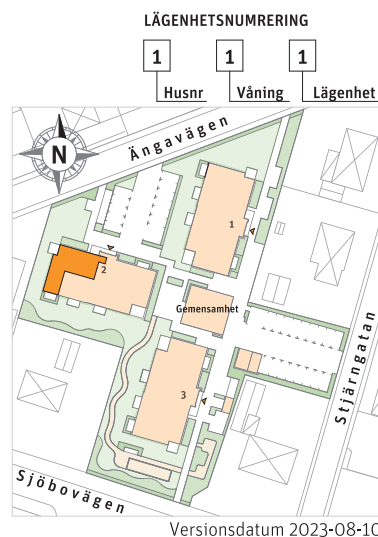 LÄGENHETSNUMRERING
1 1 1
Husnr Våning Lägenhet
Ängavägen
N
1
2
Gemensamhet
Stjärngatan
3
Sjöbovägen
Versionsdatum 2023-08-10